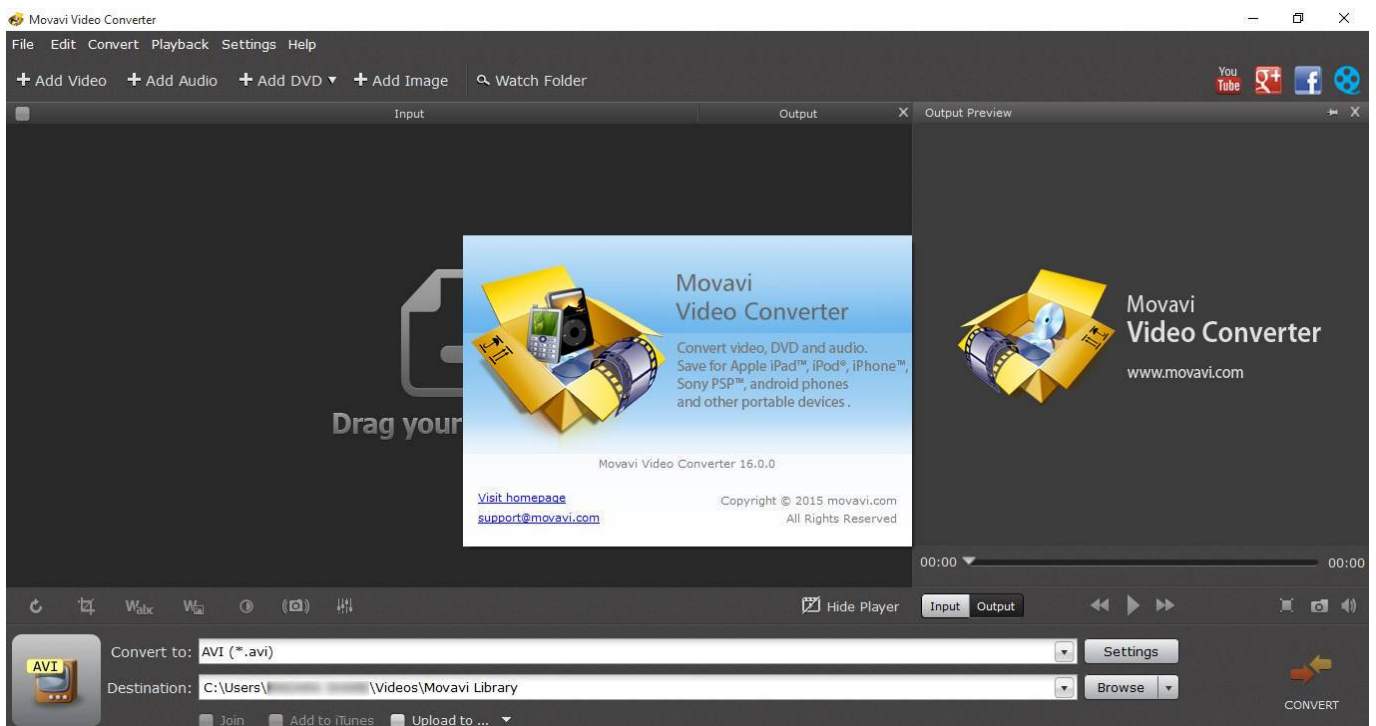 Movavi Video Converter
File Edit Convert Playback Settings Help
+ Add Video + Add Audio + Add DVD ▼ + Add Image Watch Folder
You Tube g+ f
Input Output X Output Preview X
Drag your
Movavi
Video Converter
Convert video, DVD and audio.
Save for Apple iPad™, iPod®, iPhone™,
Sony PSP™, android phones
and other portable devices .
Movavi Video Converter 16.0.0
Visit homepage Copyright © 2015 movavi.com
support@movavi.com All Rights Reserved
Movavi
Video Converter
www.movavi.com
00:00 00:00
Wabc W Hide Player Input Output
AVI
Convert to: AVI (*.avi) Settings
Destination: C:\Users\ \Videos\Movavi Library Browse
Join Add to iTunes Upload to ... ▼
CONVERT